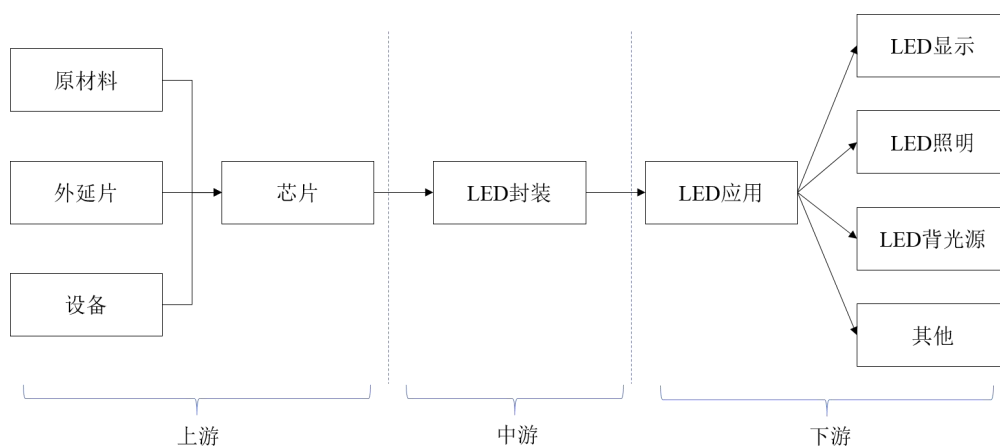 原材料
外延片
设备
芯片
LED封装
LED应用
LED显示
LED照明
LED背光源
其他
上游
中游
下游